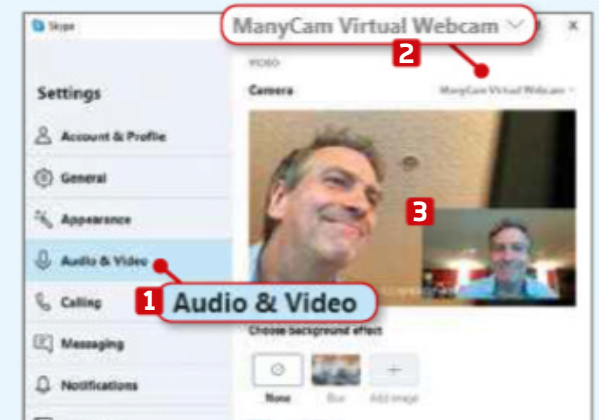 Skype
ManyCam Virtual Webcam
×
2
VIDEO
Settings
Camera
ManyCam Virtual Webcam
Account & Profile
General
3
Appearance
Audio & Video
Calling
1 Audio & Video
Choose background effect
Messaging
None
Blur
Add image
Notifications